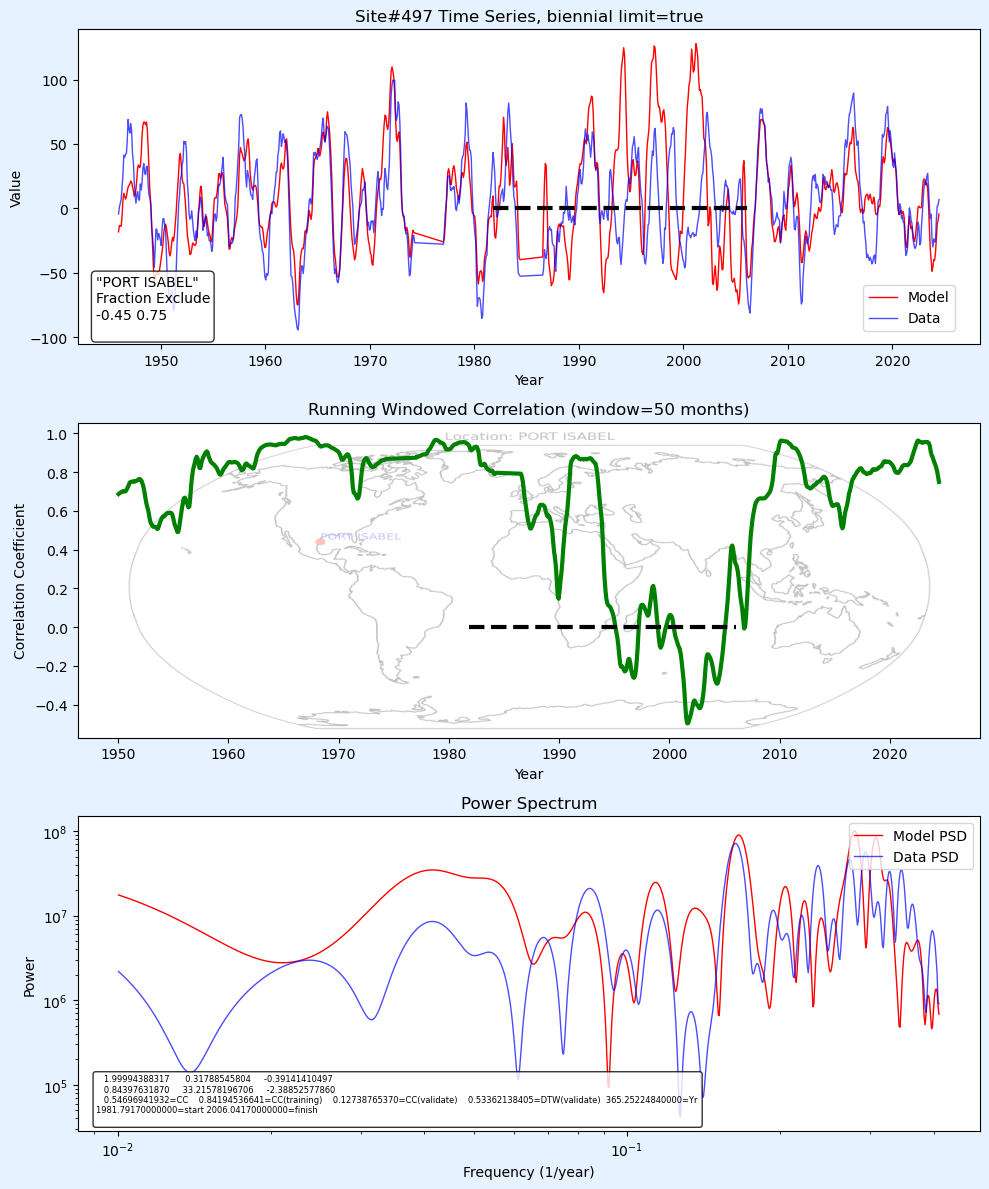 Site#497 Time Series, biennial limit=true
100
50
0
−50
−100
Value
"PORT ISABEL"
Fraction Exclude
-0.45 0.75
Model
Data
1950 1960 1970 1980 1990 2000 2010 2020
Year
Running Windowed Correlation (window=50 months)
Location: PORT ISABEL
1.0
0.8
0.6
0.4
0.2
0.0
−0.2
−0.4
Correlation Coefficient
PORT ISABEL
1950 1960 1970 1980 1990 2000 2010 2020
Year
Power Spectrum
Model PSD
Data PSD
10^8
10^7
10^6
10^5
Power
1.99994388317 0.31788545804 -0.39141410497
0.84397631870 33.21578196706 -2.38852577860
0.54696941932=CC 0.84194536641=CC(training) 0.12738765370=CC(validate) 0.53362138405=DTW(validate) 365.25224840000=Yr
1981.79170000000=start 2006.04170000000=finish
10^−2 10^−1
Frequency (1/year)